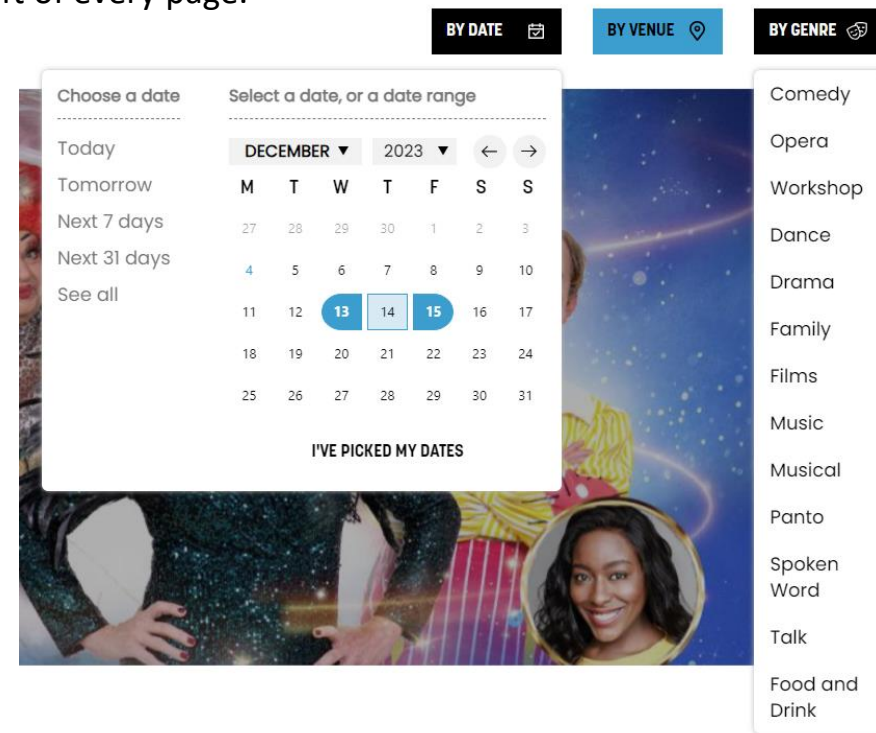 t of every page.
BY DATE
BY VENUE
BY GENRE
Choose a date
Today
Tomorrow
Next 7 days
Next 31 days
See all
Select a date, or a date range
DECEMBER ▼ 2023 ▼ ← →
M T W T F S S
27 28 29 30 1 2 3
4 5 6 7 8 9 10
11 12 13 14 15 16 17
18 19 20 21 22 23 24
25 26 27 28 29 30 31
I'VE PICKED MY DATES
Comedy
Opera
Workshop
Dance
Drama
Family
Films
Music
Musical
Panto
Spoken
Word
Talk
Food and
Drink